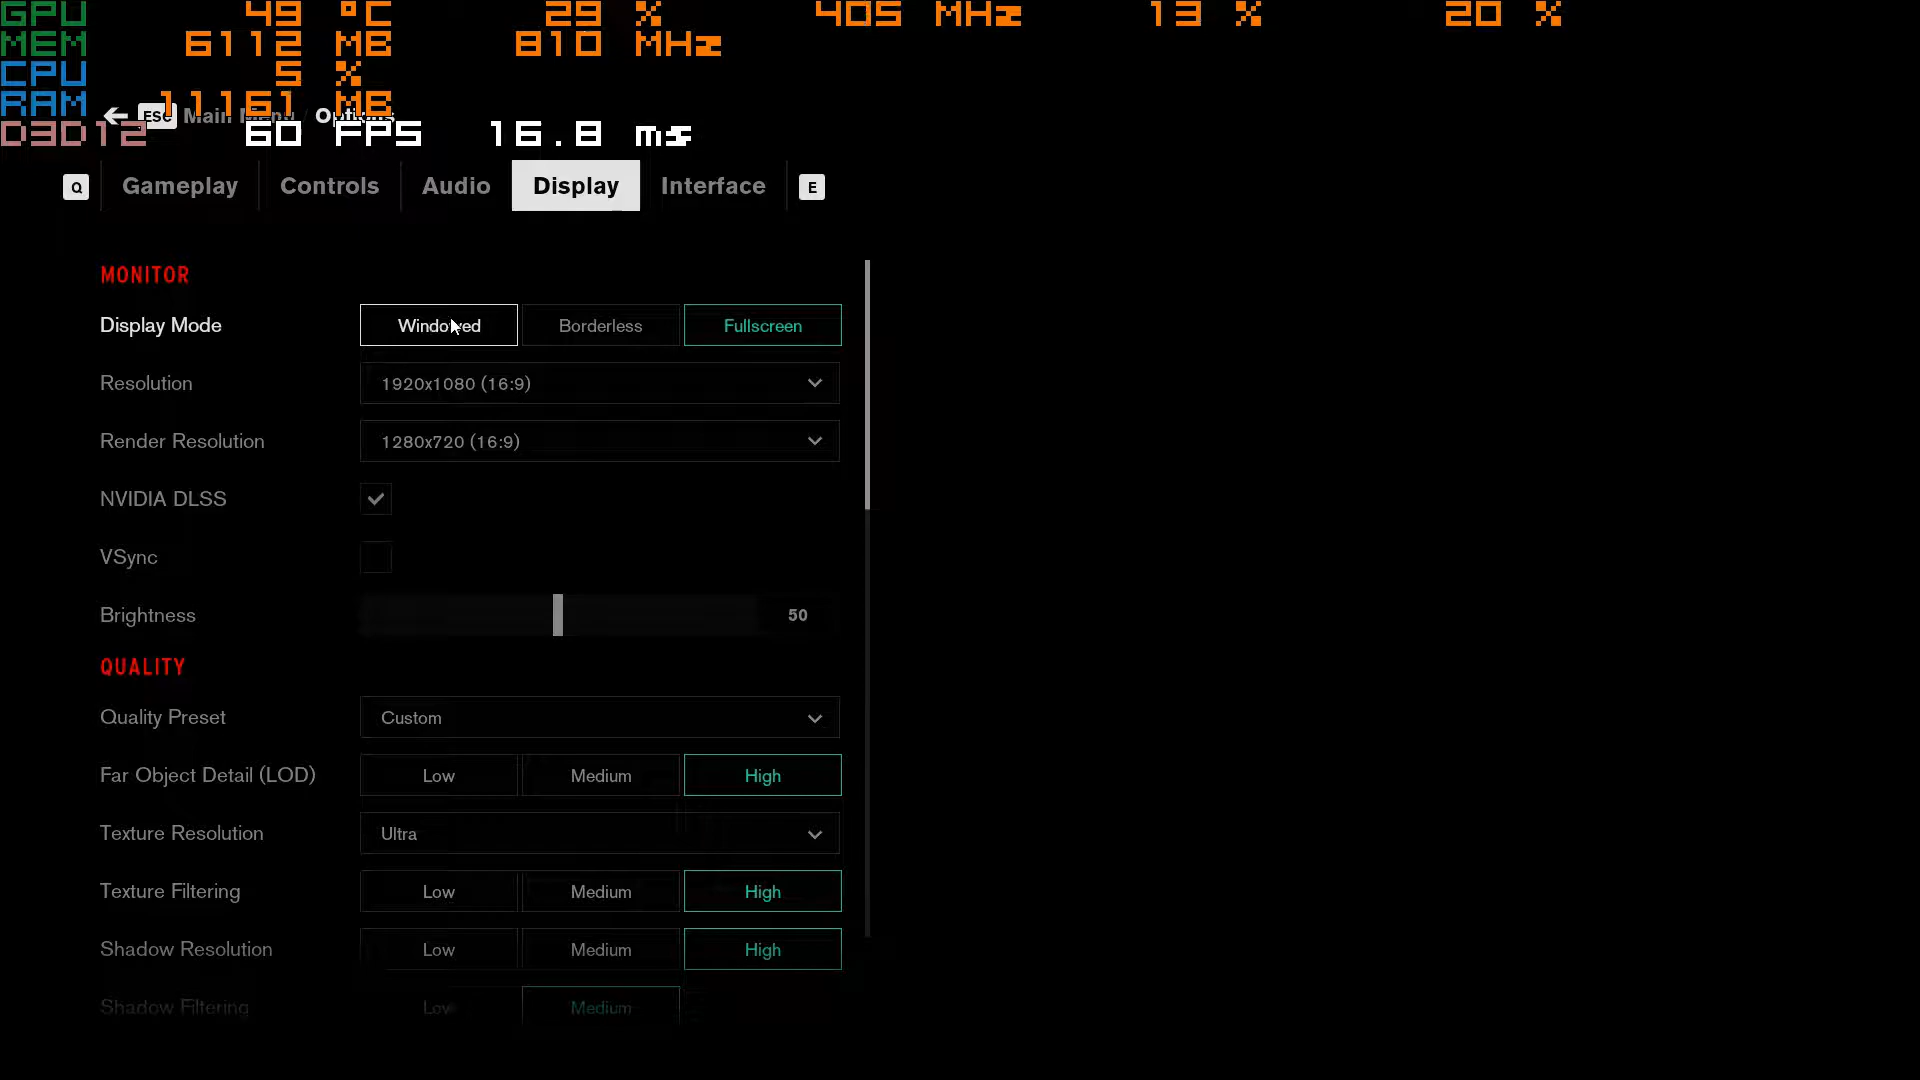 GPU 49 °C 29 % 405 MHz 13 % 20 %
MEM 6112 MB 810 MHz
CPU 5 %
RAM 11161 MB
ESC Main Menu / Options
D3D12 60 FPS 16.8 ms
Q Gameplay Controls Audio Display Interface E
MONITOR
Display Mode Windowed Borderless Fullscreen
Resolution 1920x1080 (16:9)
Render Resolution 1280x720 (16:9)
NVIDIA DLSS
VSync
Brightness 50
QUALITY
Quality Preset Custom
Far Object Detail (LOD) Low Medium High
Texture Resolution Ultra
Texture Filtering Low Medium High
Shadow Resolution Low Medium High
Shadow Filtering Low Medium